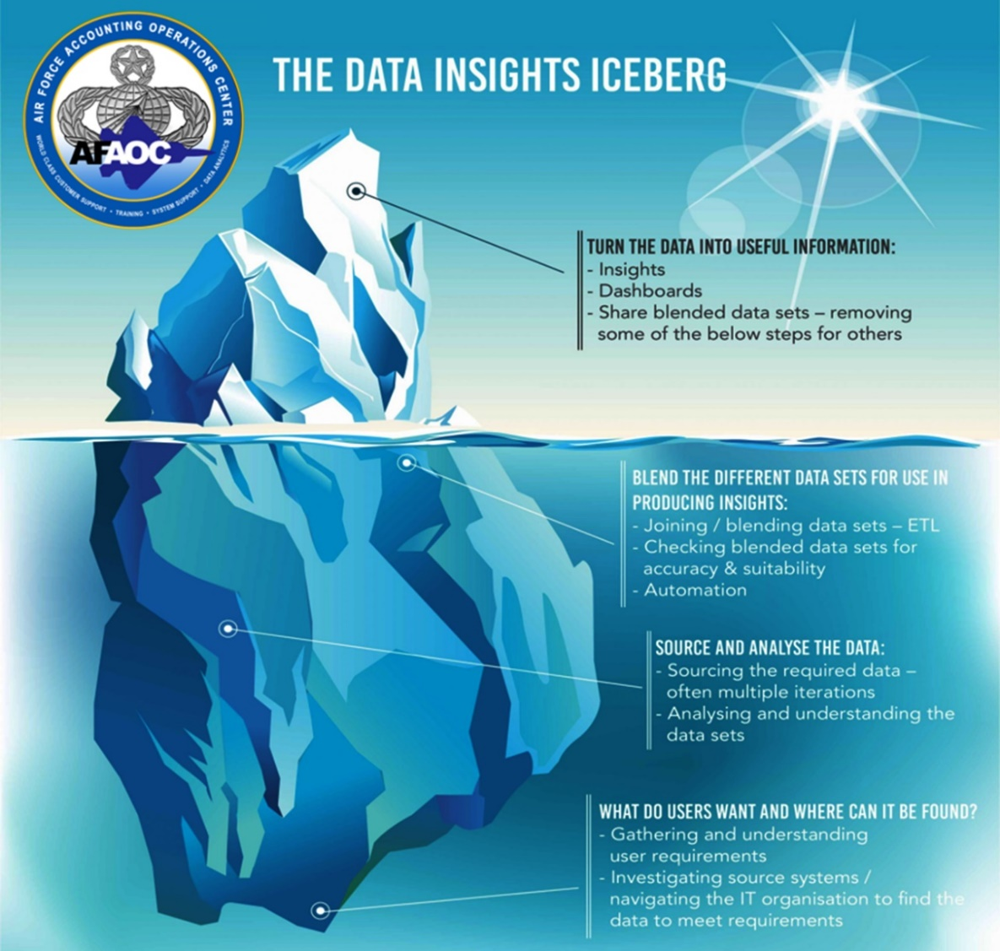 AIR FORCE ACCOUNTING OPERATIONS CENTER
AFAOC
WORLD CLASS CUSTOMER SUPPORT • TRAINING • SYSTEM SUPPORT • DATA ANALYTICS
THE DATA INSIGHTS ICEBERG
TURN THE DATA INTO USEFUL INFORMATION:
- Insights
- Dashboards
- Share blended data sets – removing
some of the below steps for others
BLEND THE DIFFERENT DATA SETS FOR USE IN
PRODUCING INSIGHTS:
- Joining / blending data sets – ETL
- Checking blended data sets for
accuracy & suitability
- Automation
SOURCE AND ANALYSE THE DATA:
- Sourcing the required data –
often multiple iterations
- Analysing and understanding the
data sets
WHAT DO USERS WANT AND WHERE CAN IT BE FOUND?
- Gathering and understanding
user requirements
- Investigating source systems /
navigating the IT organisation to find the
data to meet requirements